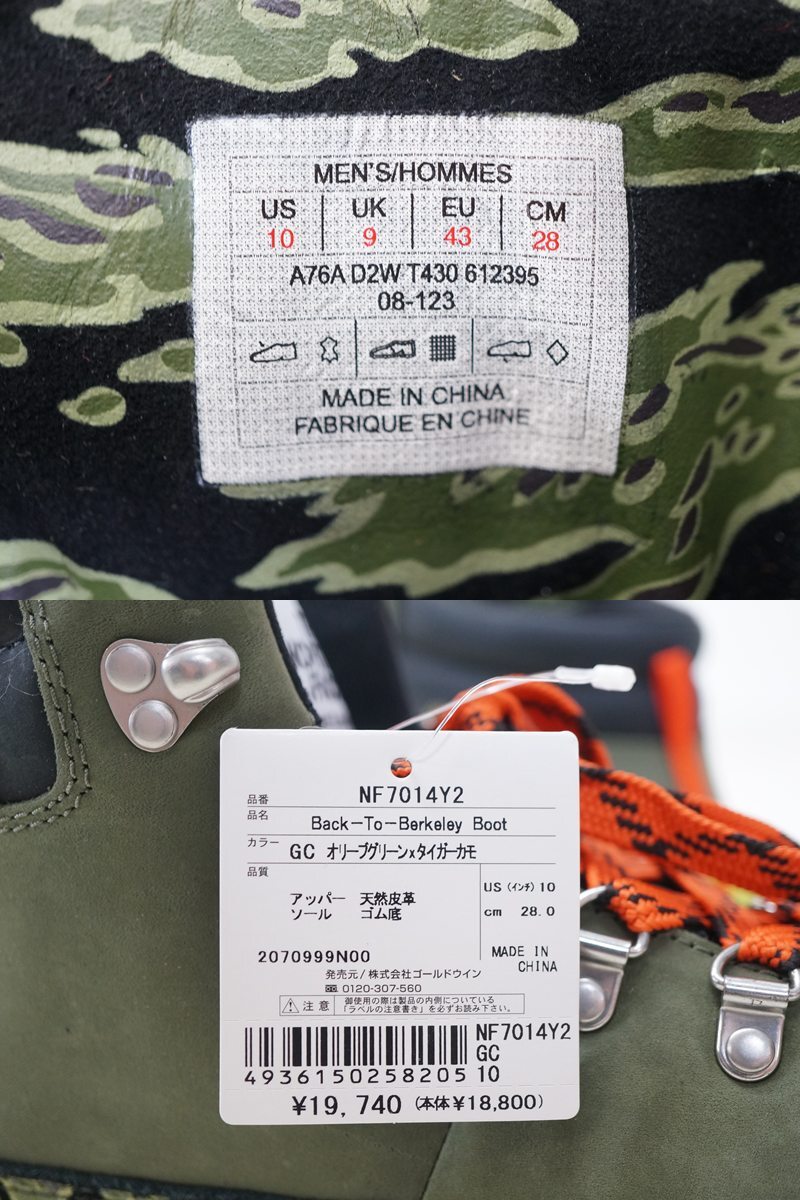 MEN'S/HOMMES
US UK EU CM
10 9 43 28
A76A D2W T430 612395
08-123
MADE IN CHINA
FABRIQUE EN CHINE
品番 NF7014Y2
品名 Back-To-Berkeley Boot
カラー GC オリーブグリーンxタイガーカモ
品質
アッパー 天然皮革
ソール ゴム底
US (インチ) 10
cm 28.0
2070999N00
MADE IN
CHINA
発売元/株式会社ゴールドウイン
0120-307-560
注意 御使用の際は製品の内側についている
「ラベルの注意書き」を必ずお読み下さい。
NF7014Y2
GC
4936150258205 10
¥19,740 (本体¥18,800)